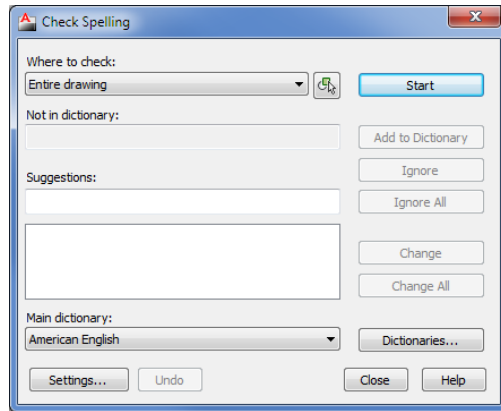 Check Spelling
Where to check:
Entire drawing
Start
Not in dictionary:
Add to Dictionary
Ignore
Suggestions:
Ignore All
Change
Change All
Main dictionary:
American English
Dictionaries...
Settings...
Undo
Close
Help